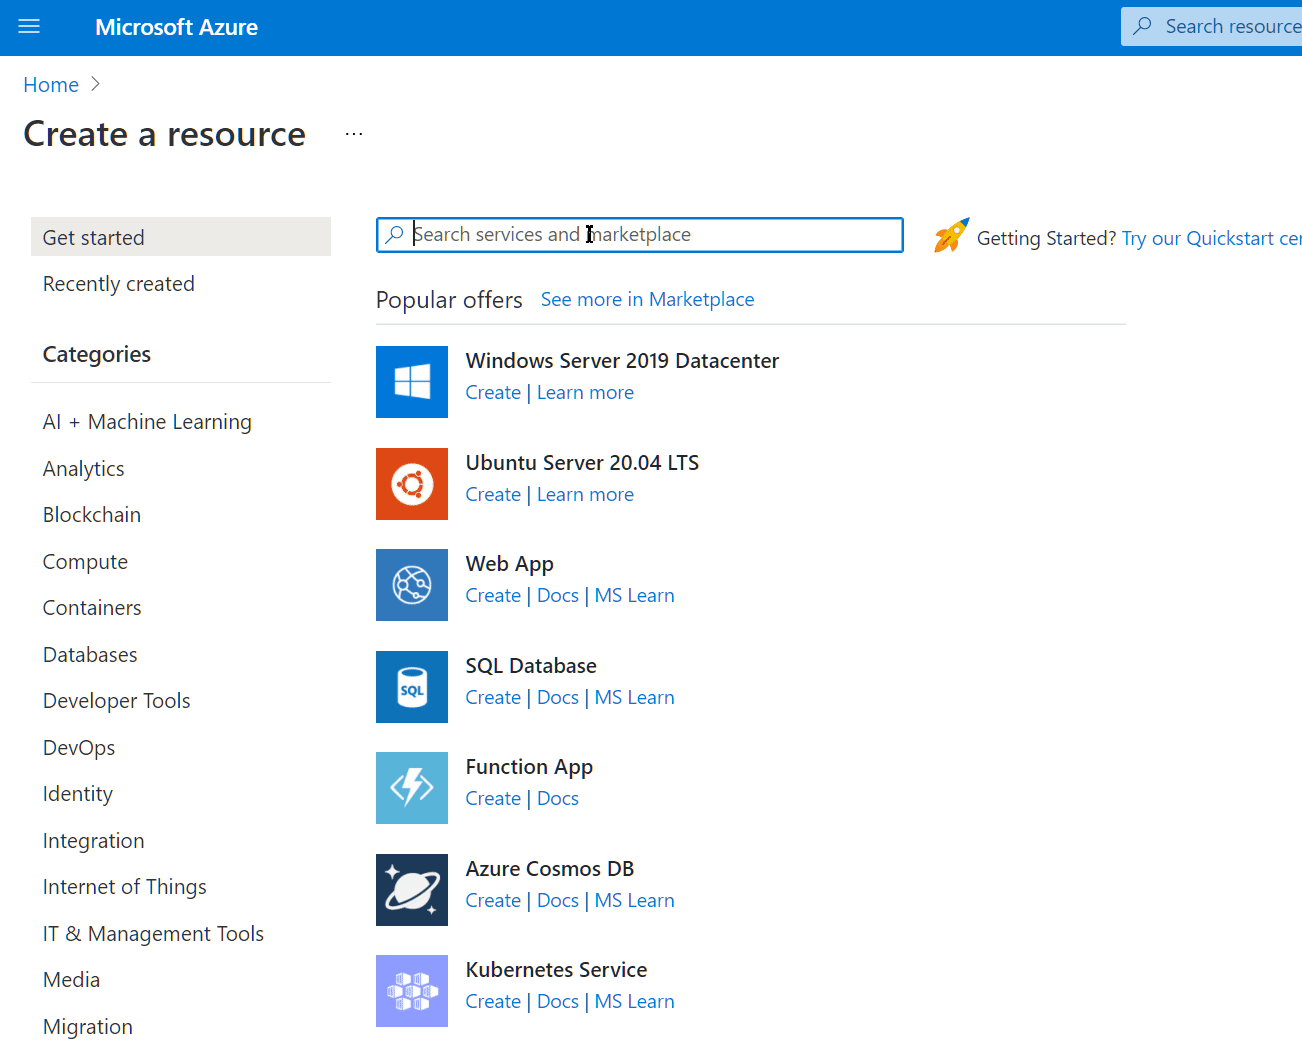 Microsoft Azure
Search resource
Home
Create a resource
...
Get started
Recently created
Categories
AI + Machine Learning
Analytics
Blockchain
Compute
Containers
Databases
Developer Tools
DevOps
Identity
Integration
Internet of Things
IT & Management Tools
Media
Migration
Search services and marketplace
Getting Started? Try our Quickstart cen
Popular offers See more in Marketplace
Windows Server 2019 Datacenter
Create | Learn more
Ubuntu Server 20.04 LTS
Create | Learn more
Web App
Create | Docs | MS Learn
SQL
SQL Database
Create | Docs | MS Learn
Function App
Create | Docs
Azure Cosmos DB
Create | Docs | MS Learn
Kubernetes Service
Create | Docs | MS Learn